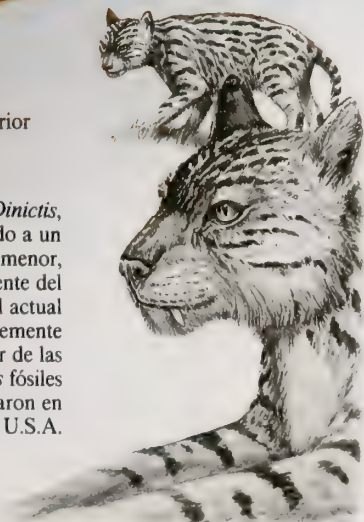 rior
Dinictis,
do a un
menor,
ente del
l actual
emente
r de las
s fósiles
aron en
U.S.A.